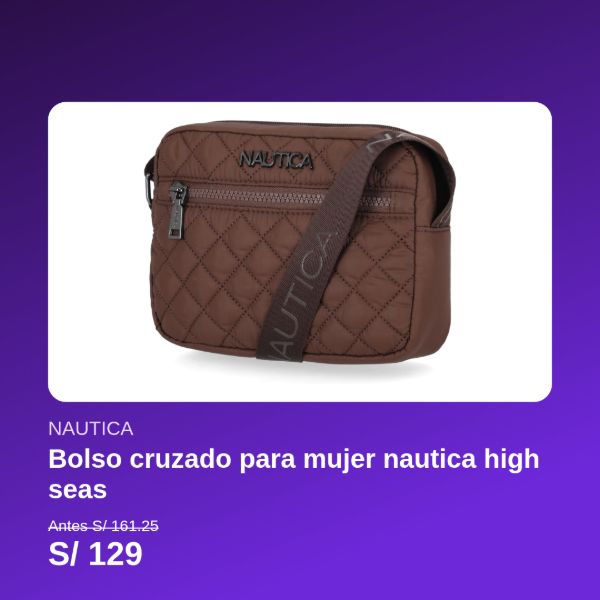 NAUTICA
NAUTICA
NAUTICA
Bolso cruzado para mujer nautica high
seas
Antes S/ 161.25
S/ 129